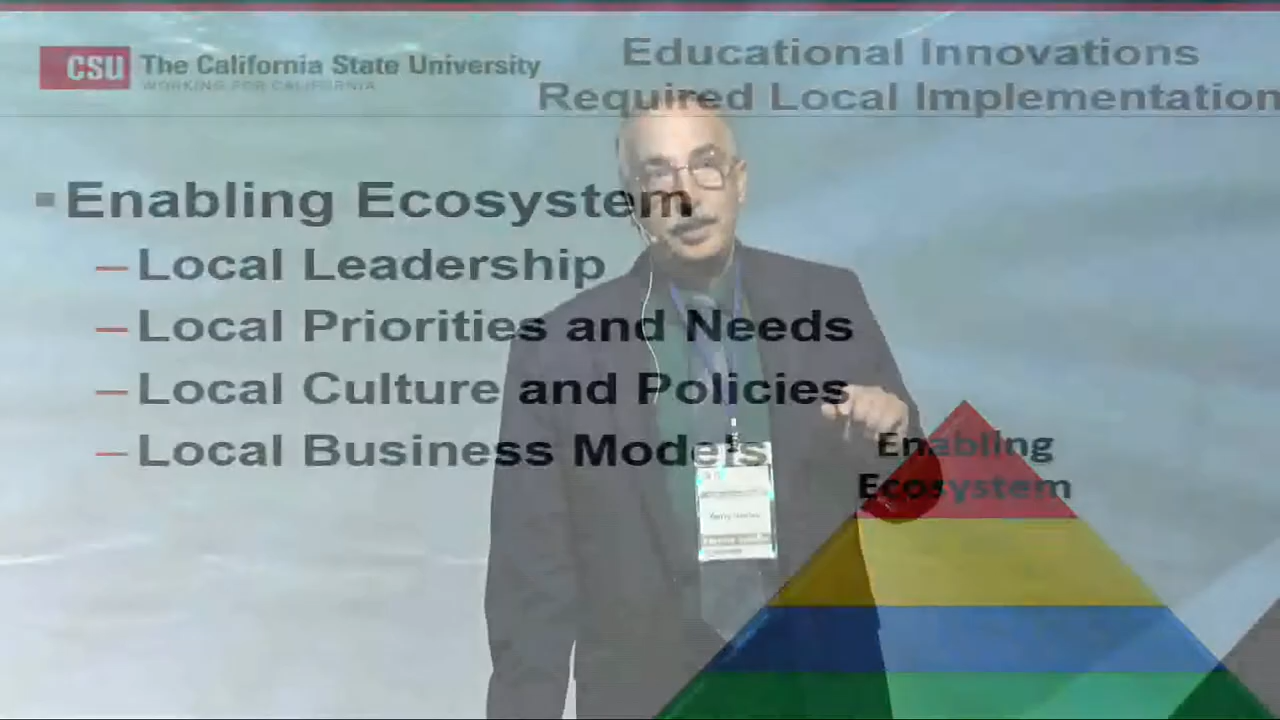 CSU The California State University
WORKING FOR CALIFORNIA
Educational Innovations
Required Local Implementation
Enabling Ecosystem
– Local Leadership
– Local Priorities and Needs
– Local Culture and Policies
– Local Business Models
Enabling
Ecosystem